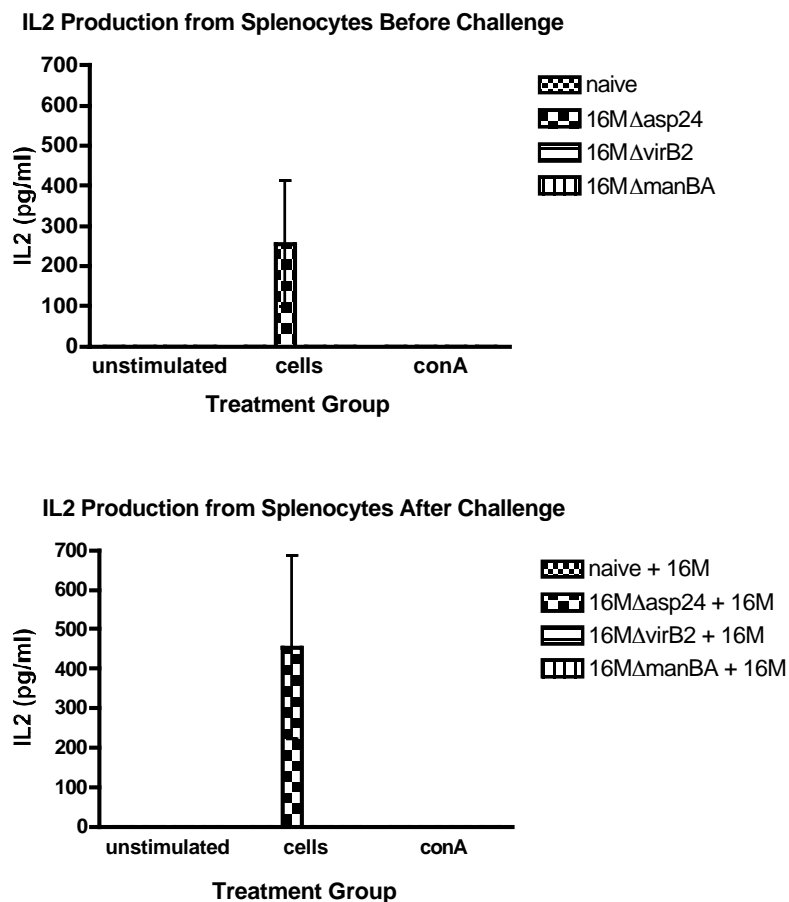 IL2 Production from Splenocytes Before Challenge
700
600
500
400
300
200
100
0
IL2 (pg/ml)
unstimulated cells conA
Treatment Group
naive
16MΔasp24
16MΔvirB2
16MΔmanBA
IL2 Production from Splenocytes After Challenge
700
600
500
400
300
200
100
0
IL2 (pg/ml)
unstimulated cells conA
Treatment Group
naive + 16M
16MΔasp24 + 16M
16MΔvirB2 + 16M
16MΔmanBA + 16M